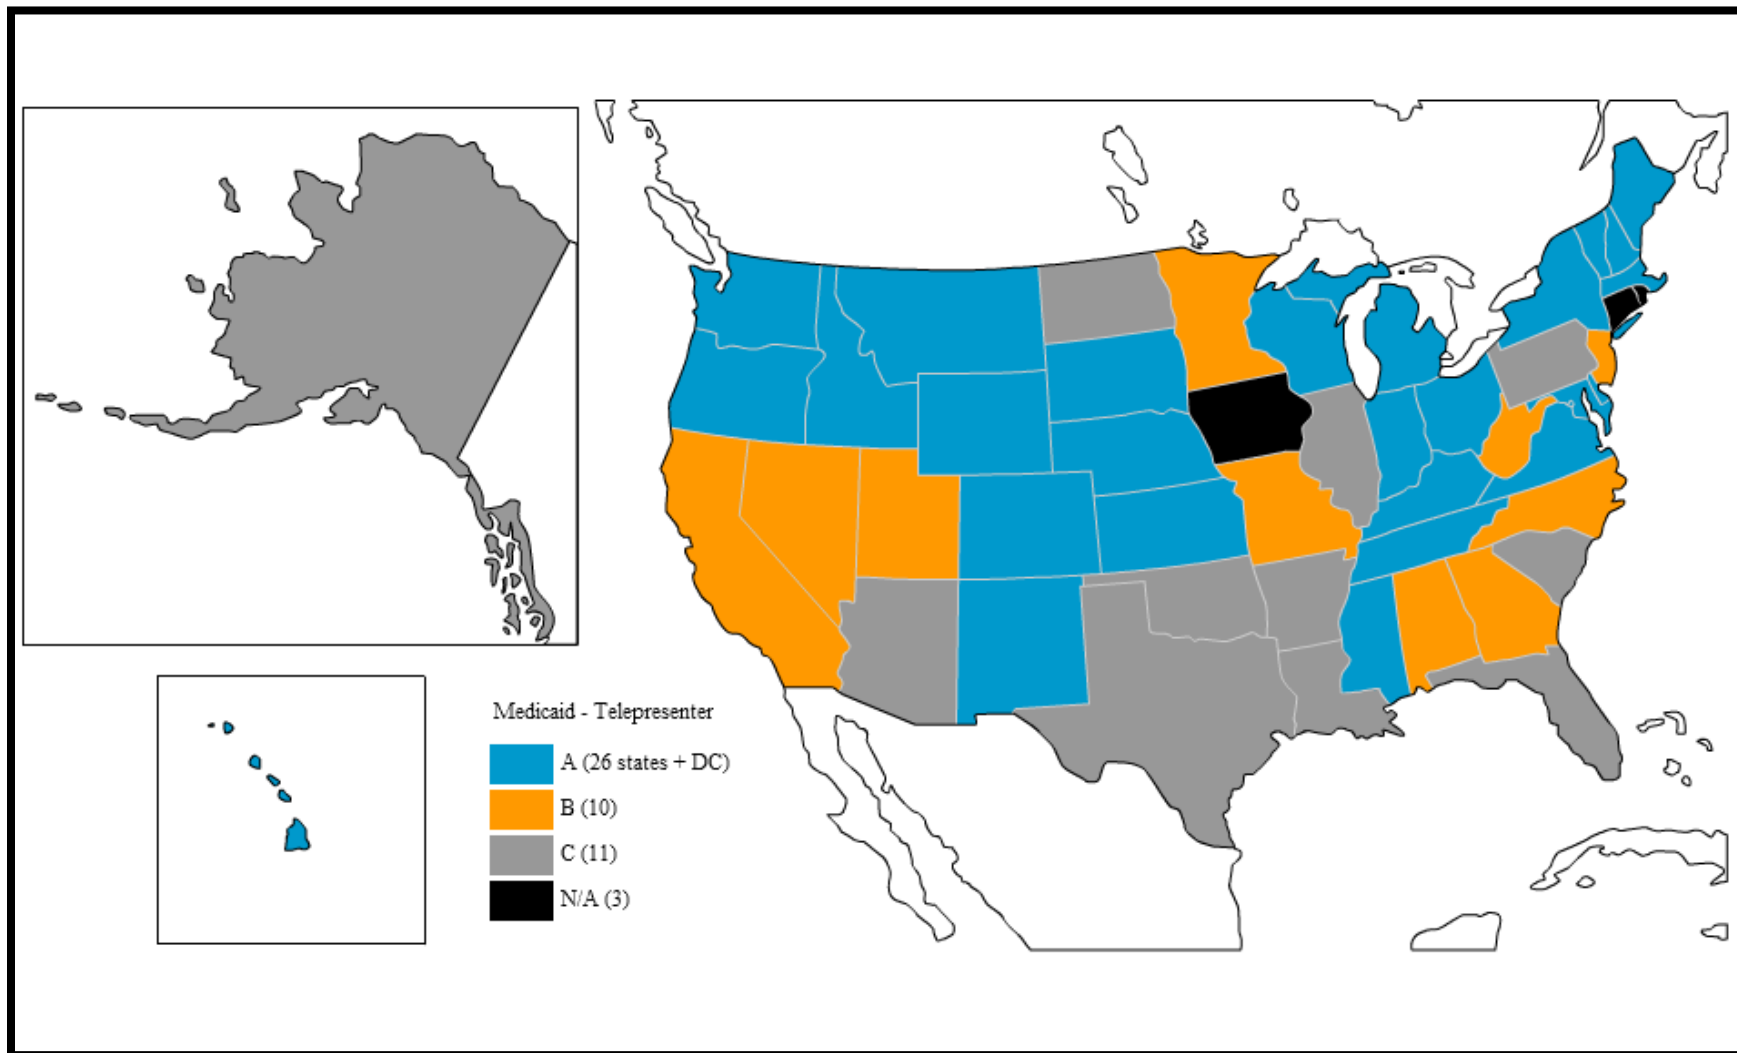 Medicaid - Telepresenter
A (26 states + DC)
B (10)
C (11)
N/A (3)